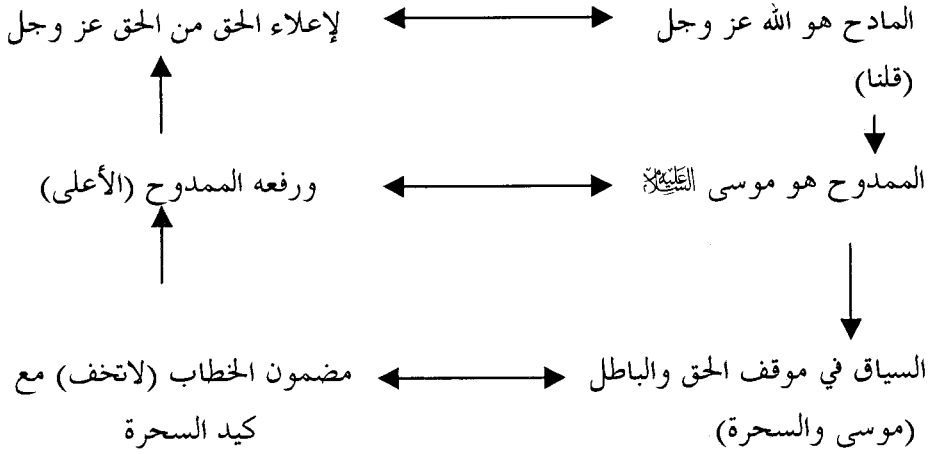 المادح هو الله عز وجل
(قلنا)
لإعلاء الحق من الحق عز وجل
الممدوح هو موسى عليه السلام
ورفعه الممدوح (الأعلى)
السياق في موقف الحق والباطل
(موسى والسحرة)
مضمون الخطاب (لاتخف) مع
كيد السحرة